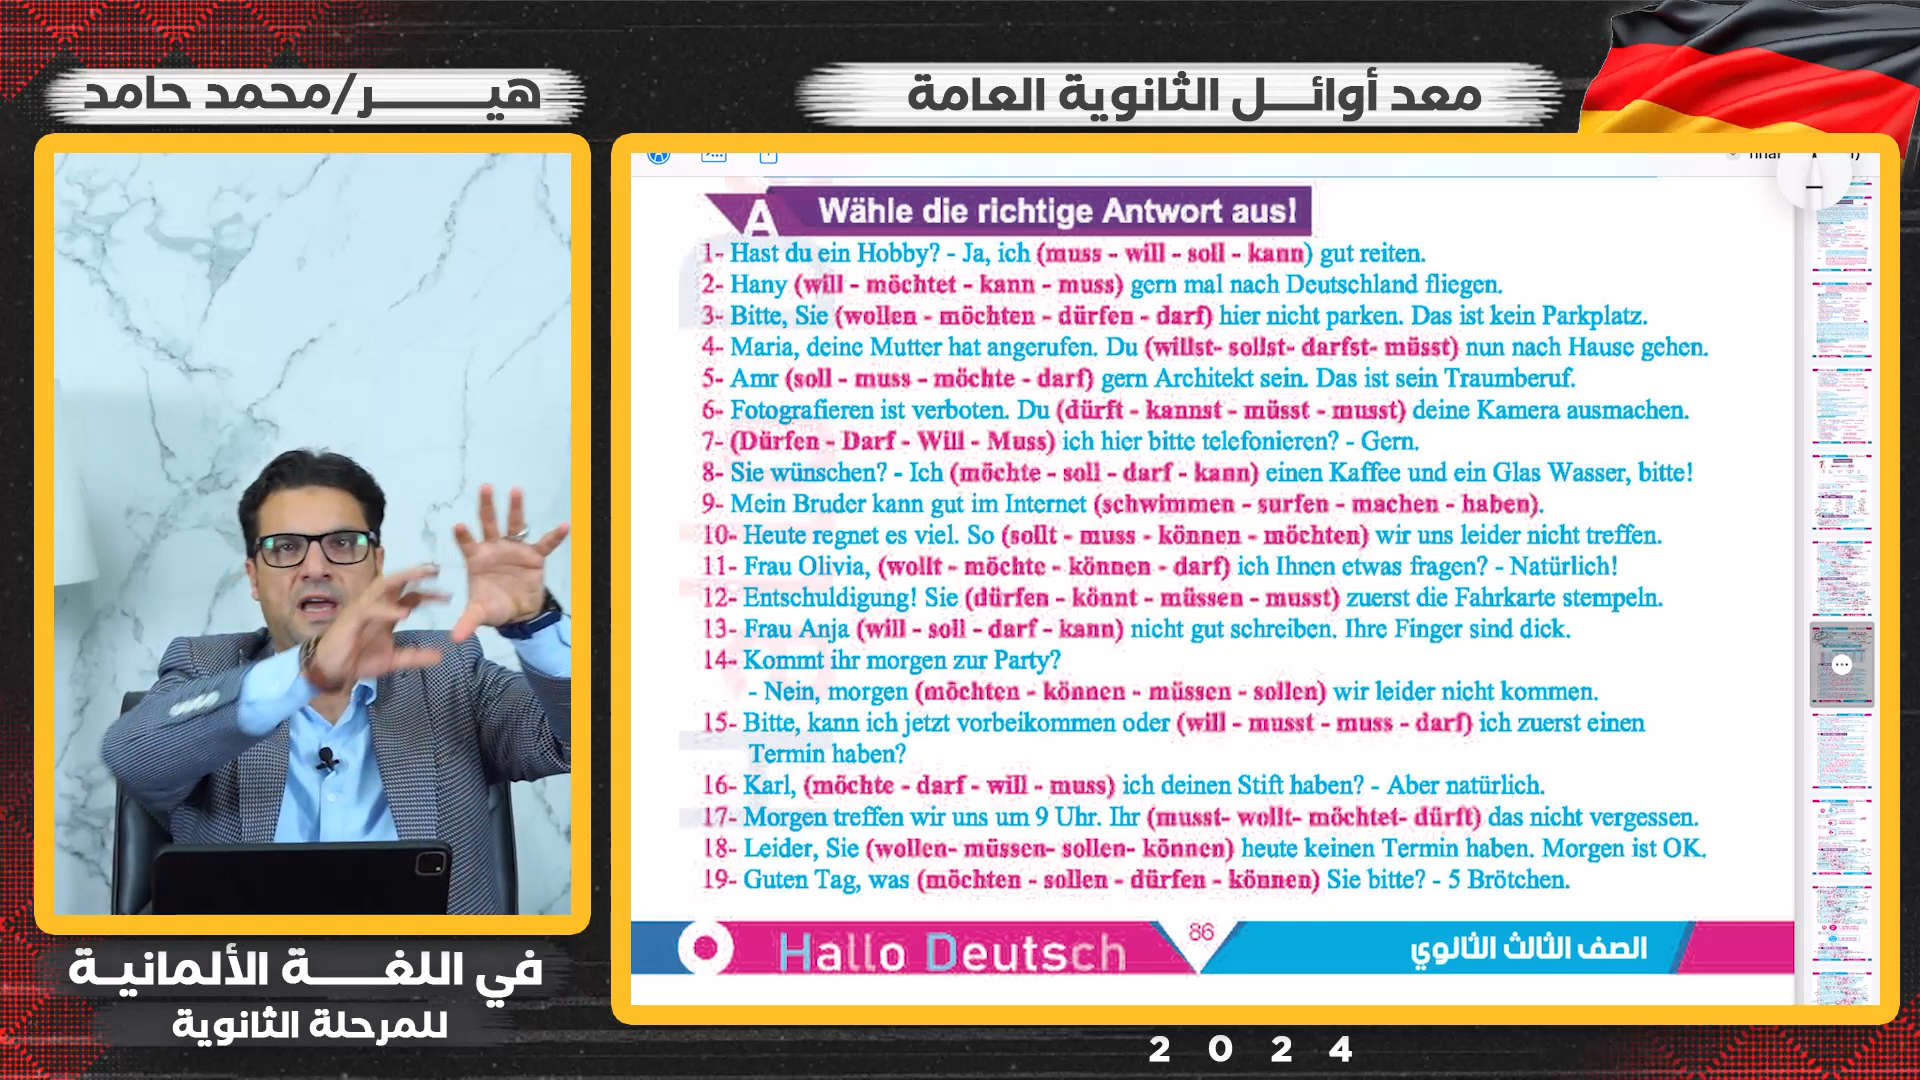 هيـــــر/محمد حامد
معد أوائـــل الثانوية العامة
A Wähle die richtige Antwort aus!
1- Hast du ein Hobby? - Ja, ich (muss - will - soll - kann) gut reiten.
2- Hany (will - möchtet - kann - muss) gern mal nach Deutschland fliegen.
3- Bitte, Sie (wollen - möchten - dürfen - darf) hier nicht parken. Das ist kein Parkplatz.
4- Maria, deine Mutter hat angerufen. Du (willst- sollst- darfst- müsst) nun nach Hause gehen.
5- Amr (soll - muss - möchte - darf) gern Architekt sein. Das ist sein Traumberuf.
6- Fotografieren ist verboten. Du (dürft - kannst - müsst - musst) deine Kamera ausmachen.
7- (Dürfen - Darf - Will - Muss) ich hier bitte telefonieren? - Gern.
8- Sie wünschen? - Ich (möchte - soll - darf - kann) einen Kaffee und ein Glas Wasser, bitte!
9- Mein Bruder kann gut im Internet (schwimmen - surfen - machen - haben).
10- Heute regnet es viel. So (sollt - muss - können - möchten) wir uns leider nicht treffen.
11- Frau Olivia, (wollt - möchte - können - darf) ich Ihnen etwas fragen? - Natürlich!
12- Entschuldigung! Sie (dürfen - könnt - müssen - musst) zuerst die Fahrkarte stempeln.
13- Frau Anja (will - soll - darf - kann) nicht gut schreiben. Ihre Finger sind dick.
14- Kommt ihr morgen zur Party?
- Nein, morgen (möchten - können - müssen - sollen) wir leider nicht kommen.
15- Bitte, kann ich jetzt vorbeikommen oder (will - musst - muss - darf) ich zuerst einen
Termin haben?
16- Karl, (möchte - darf - will - muss) ich deinen Stift haben? - Aber natürlich.
17- Morgen treffen wir uns um 9 Uhr. Ihr (musst- wollt- möchtet- dürft) das nicht vergessen.
18- Leider, Sie (wollen- müssen- sollen- können) heute keinen Termin haben. Morgen ist OK.
19- Guten Tag, was (möchten - sollen - dürfen - können) Sie bitte? - 5 Brötchen.
Hallo Deutsch
86
الصف الثالث الثانوي
في اللغـــــة الألمانيـة
للمرحلة الثانوية
2024